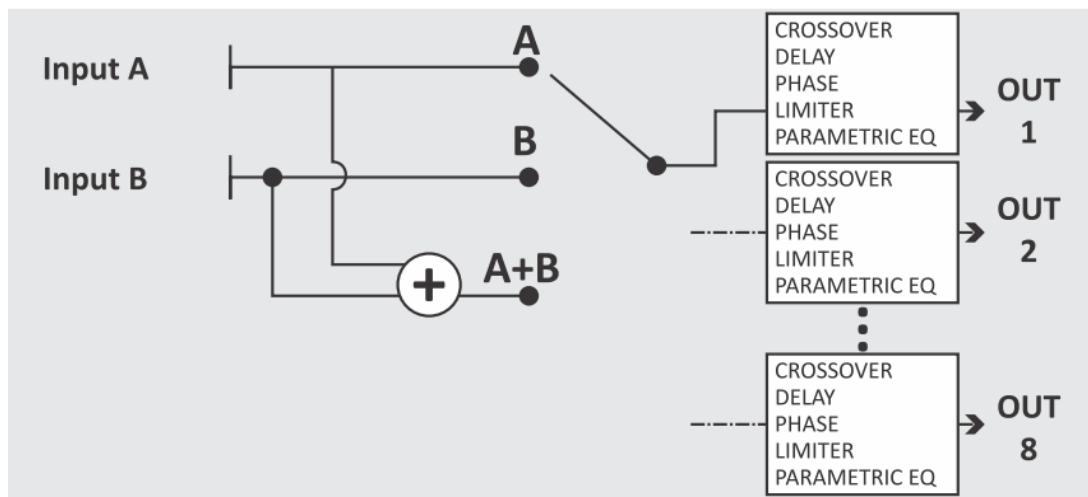 Input A
A
Input B
B
A+B
+
CROSSOVER
DELAY
PHASE
LIMITER
PARAMETRIC EQ
OUT
1
CROSSOVER
DELAY
PHASE
LIMITER
PARAMETRIC EQ
OUT
2
CROSSOVER
DELAY
PHASE
LIMITER
PARAMETRIC EQ
OUT
8